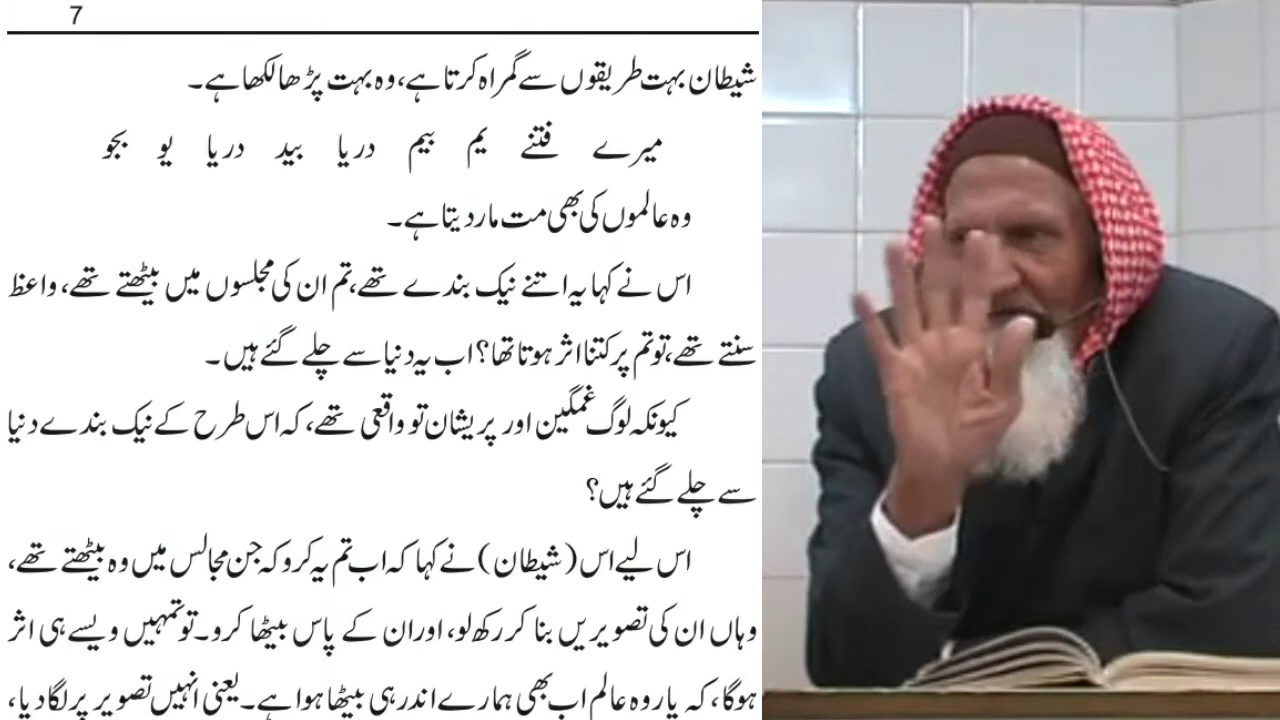 7
شیطان بہت طریقوں سے گمراہ کرتا ہے، وہ بہت پڑھا لکھا ہے۔
میرے فتنے یم بیم دریا بید دریا یو بجو
وہ عالموں کی بھی مت مار دیتا ہے۔
اس نے کہا یہ اتنے نیک بندے تھے، تم ان کی مجلسوں میں بیٹھتے تھے، واعظ
سنتے تھے، تو تم پر کتنا اثر ہوتا تھا؟ اب یہ دنیا سے چلے گئے ہیں۔
کیونکہ لوگ غمگین اور پریشان تو واقعی تھے، کہ اس طرح کے نیک بندے دنیا
سے چلے گئے ہیں؟
اس لیے اس (شیطان) نے کہا کہ اب تم یہ کرو کہ جن مجالس میں وہ بیٹھتے تھے،
وہاں ان کی تصویریں بنا کر رکھ لو، اور ان کے پاس بیٹھا کرو۔ تو تمہیں ویسے ہی اثر
ہوگا، کہ یار وہ عالم اب بھی ہمارے اندر ہی بیٹھا ہوا ہے۔ یعنی انہیں تصویر پر لگا دیا،